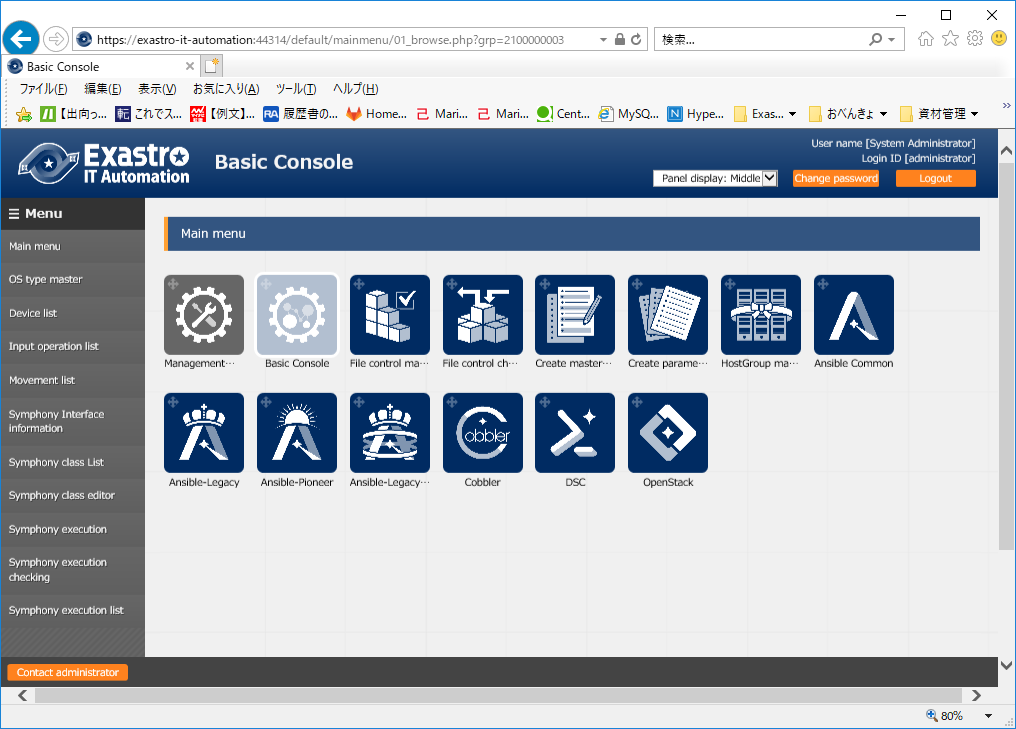 https://exastro-it-automation:44314/default/mainmenu/01_browse.php?grp=2100000003
検索...
Basic Console
ファイル(F) 編集(E) 表示(V) お気に入り(A) ツール(T) ヘルプ(H)
【出向っ... 転 これでス... 【例文】... RA 履歴書の... Home... Mari... Mari... Cent... MySQ... N Hype... Exas... おべんきょ 資材管理
Exastro
IT Automation
Basic Console
User name [System Administrator]
Login ID [administrator]
Panel display: Middle
Change password
Logout
Menu
Main menu
OS type master
Device list
Input operation list
Movement list
Symphony Interface
information
Symphony class List
Symphony class editor
Symphony execution
Symphony execution
checking
Symphony execution list
Main menu
Management… Basic Console File control ma… File control ch… Create master… Create parame… HostGroup ma… Ansible Common
Cobbler
Ansible-Legacy Ansible-Pioneer Ansible-Legacy… Cobbler DSC OpenStack
Contact administrator
80%